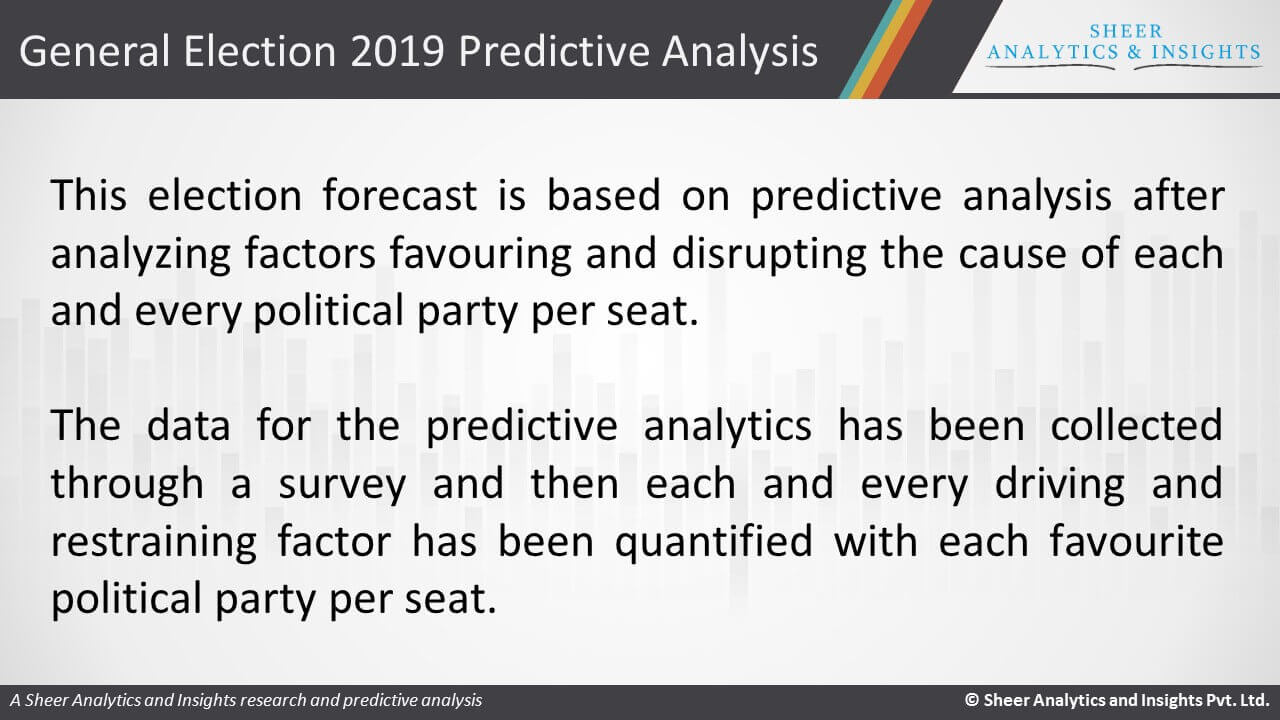 General Election 2019 Predictive Analysis
SHEER
ANALYTICS & INSIGHTS
This election forecast is based on predictive analysis after
analyzing factors favouring and disrupting the cause of each
and every political party per seat.
The data for the predictive analytics has been collected
through a survey and then each and every driving and
restraining factor has been quantified with each favourite
political party per seat.
A Sheer Analytics and Insights research and predictive analysis
© Sheer Analytics and Insights Pvt. Ltd.